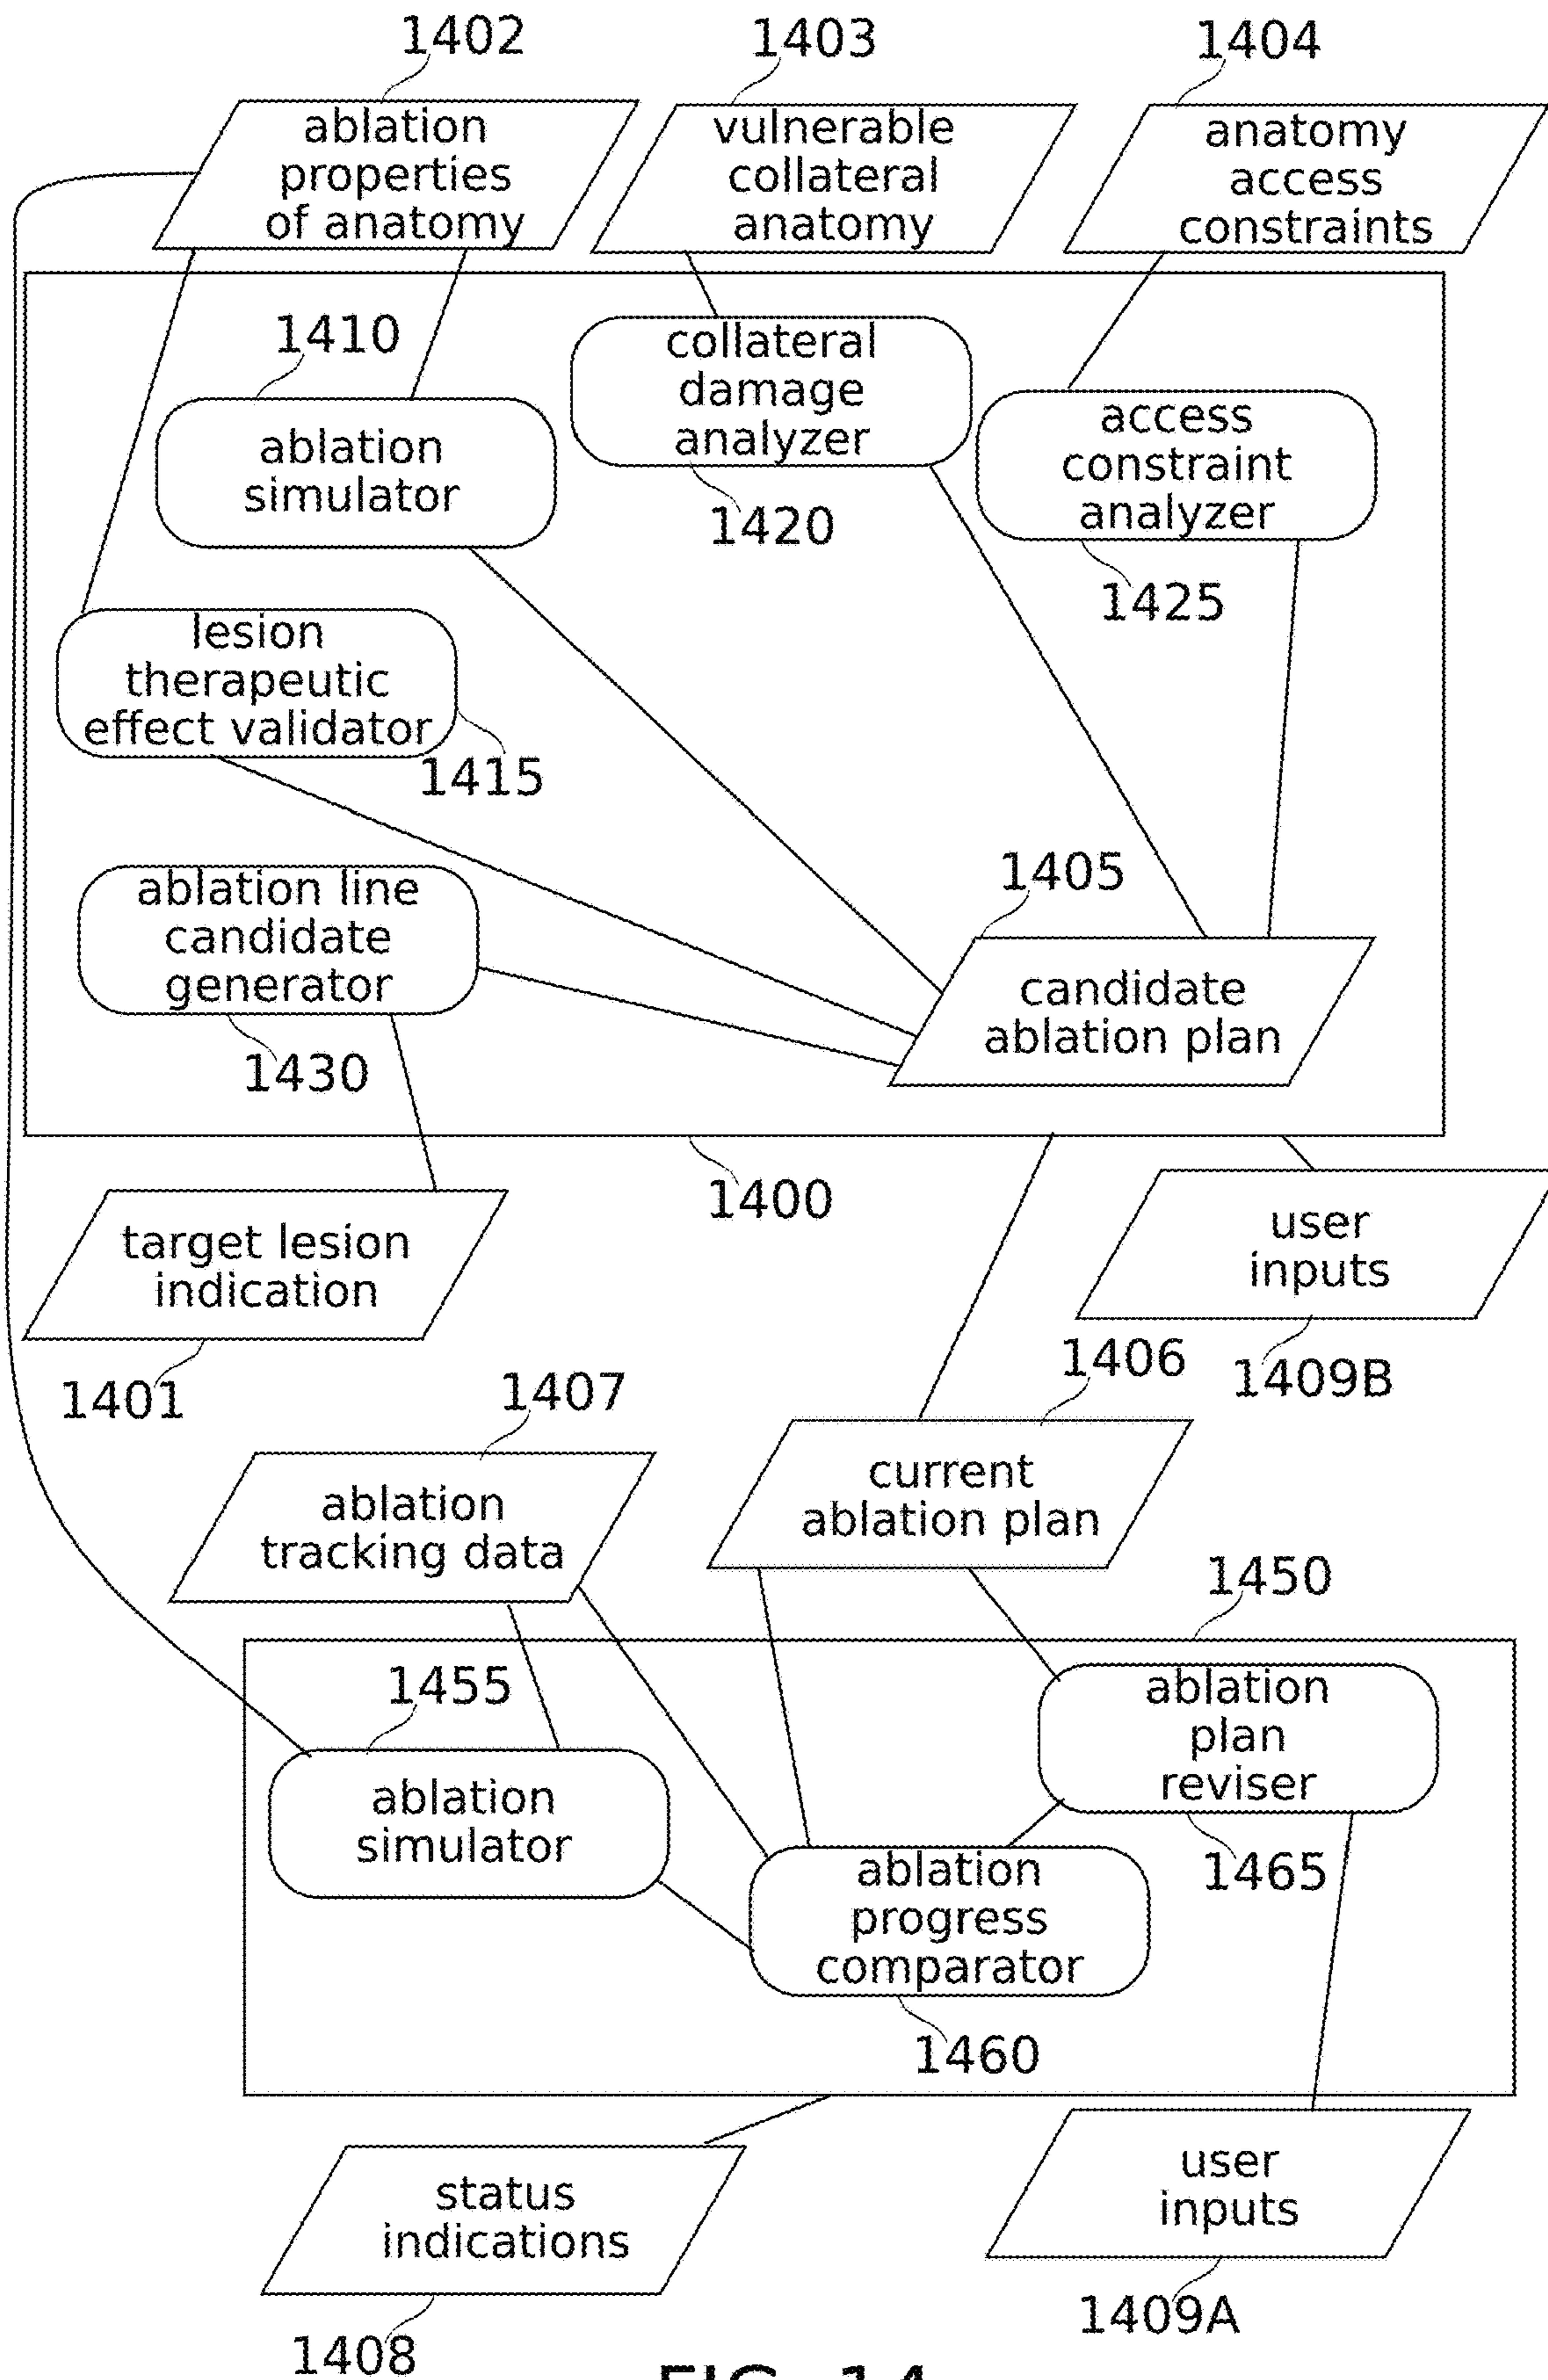 1402
1403
1404
ablation
properties
of anatomy
vulnerable
collateral
anatomy
anatomy
access
constraints
1410
ablation
simulator
collateral
damage
analyzer
1420
access
constraint
analyzer
1425
lesion
therapeutic
effect validator
1415
ablation line
candidate
generator
1430
1405
candidate
ablation plan
1400
target lesion
indication
1401
user
inputs
1409B
1407
ablation
tracking data
1406
current
ablation plan
1450
1455
ablation
simulator
ablation
plan
reviser
1465
ablation
progress
comparator
1460
status
indications
1408
user
inputs
1409A
FIG. 14